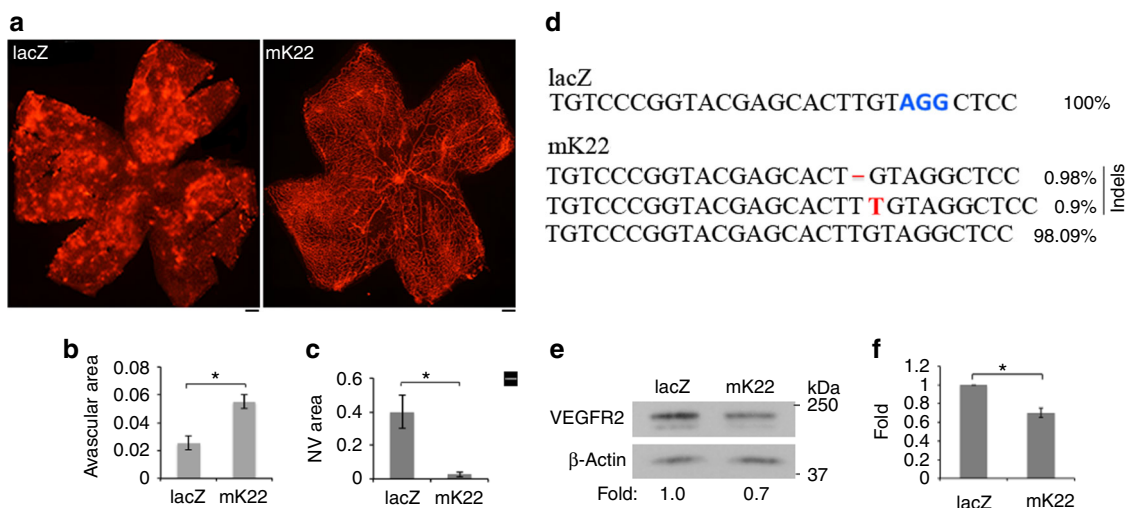 a
lacZ
mK22
b
Avascular area
0.08
0.06
0.04
0.02
0
*
lacZ mK22
c
NV area
0.6
0.4
0.2
0
*
lacZ mK22
d
lacZ
TGTCCCGGTACGAGCACTTGTAGGCTCC 100%
mK22
TGTCCCGGTACGAGCACT–GTAGGCTCC 0.98%
TGTCCCGGTACGAGCACTTTGTAGGCTCC 0.9%
TGTCCCGGTACGAGCACTTGTAGGCTCC 98.09%
Indels
e
lacZ mK22 kDa
VEGFR2 250
β-Actin 37
Fold: 1.0 0.7
f
Fold
1.2
1
0.8
0.6
0.4
0.2
0
*
lacZ mK22